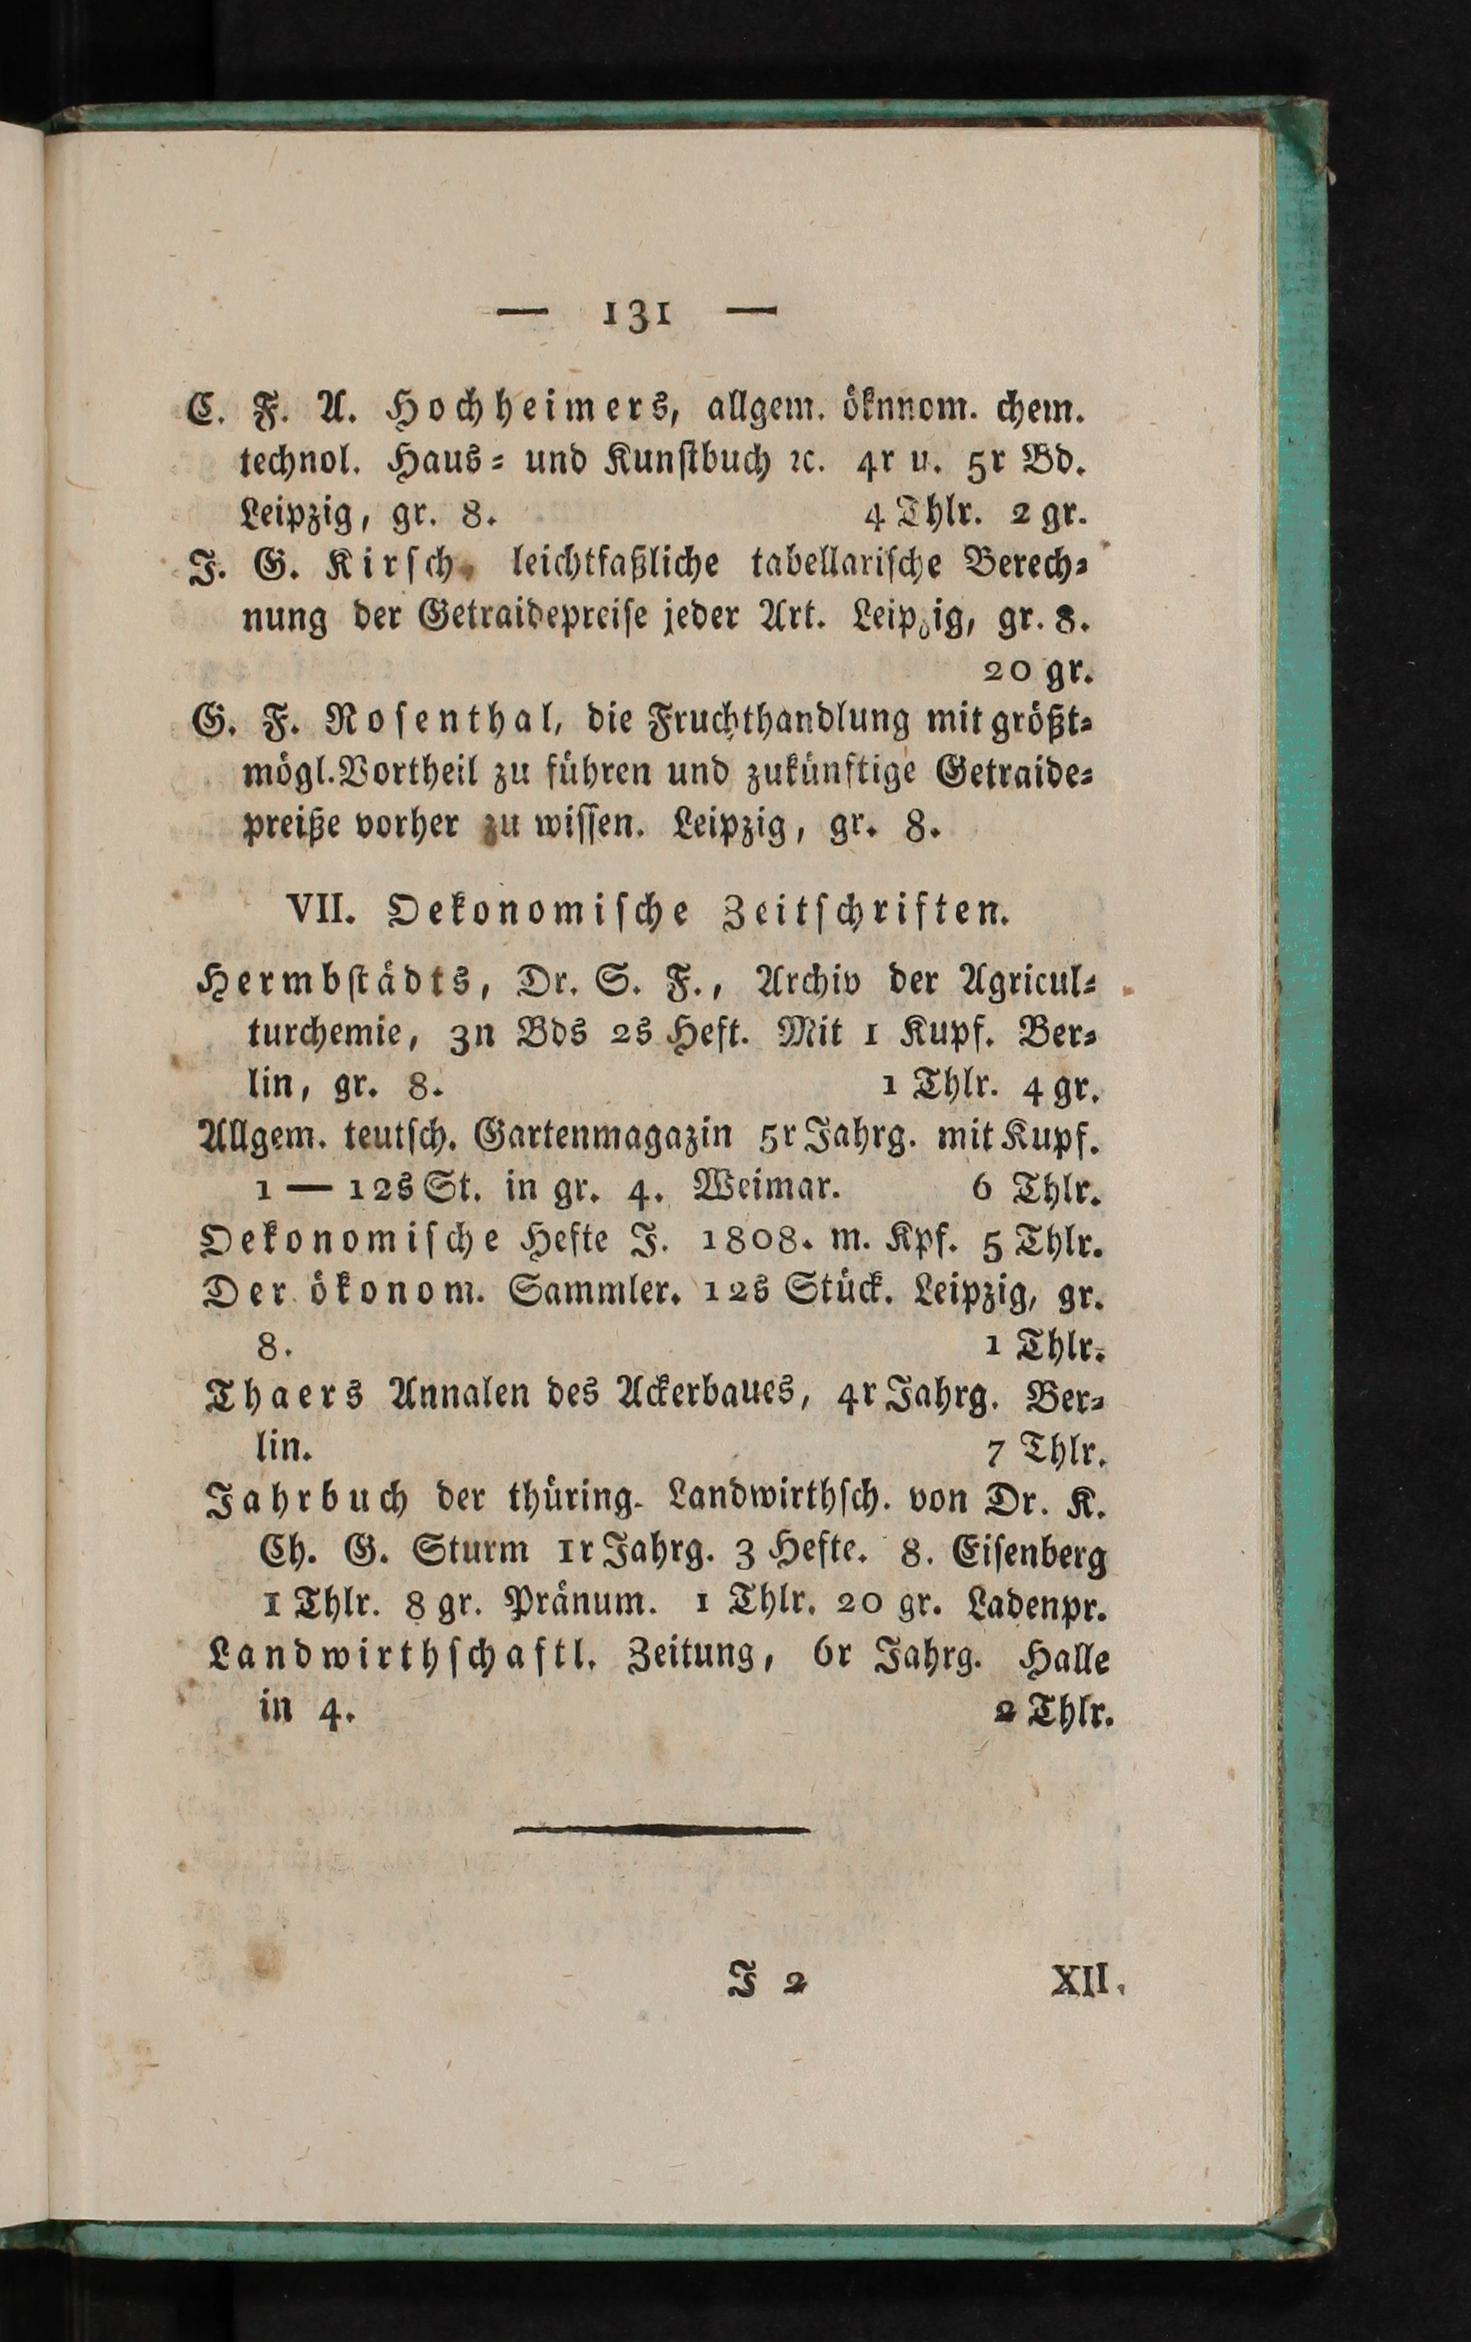 — 131 —
C. F. A. Hochheimers, allgem. öknnom. chem.
technol. Haus= und Kunſtbuch ꝛc. 4r u. 5r Bd.
Leipzig, gr. 8. 4 Thlr. 2 gr.
J. G. Kirſch, leichtfaßliche tabellariſche Berech=
nung der Getraidepreiſe jeder Art. Leipzig, gr. 8.
20 gr.
G. F. Roſenthal, die Fruchthandlung mit größt=
mögl. Vortheil zu führen und zukünftige Getraide=
preiße vorher zu wiſſen. Leipzig, gr. 8.
VII. Oekonomiſche Zeitſchriften.
Hermbſtädts, Dr. S. F., Archiv der Agricul=
turchemie, 3n Bds 2s Heft. Mit 1 Kupf. Ber=
lin, gr. 8. 1 Thlr. 4 gr.
Allgem. teutſch. Gartenmagazin 5r Jahrg. mit Kupf.
1 — 12s St. in gr. 4. Weimar. 6 Thlr.
Oekonomiſche Hefte J. 1808. m. Kpf. 5 Thlr.
Der ökonom. Sammler. 12s Stück. Leipzig, gr.
8. 1 Thlr.
Thaers Annalen des Ackerbaues, 4r Jahrg. Ber=
lin. 7 Thlr.
Jahrbuch der thüring. Landwirthſch. von Dr. K.
Ch. G. Sturm 1r Jahrg. 3 Hefte. 8. Eiſenberg
1 Thlr. 8 gr. Pränum. 1 Thlr. 20 gr. Ladenpr.
Landwirthſchaftl. Zeitung, 6r Jahrg. Halle
in 4. 2 Thlr.
J 2 XII.